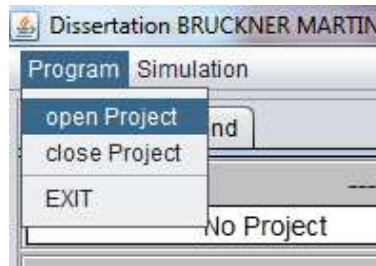 Dissertation BRUCKNER MARTIN
Program Simulation
open Project
nd
close Project
---
EXIT
No Project